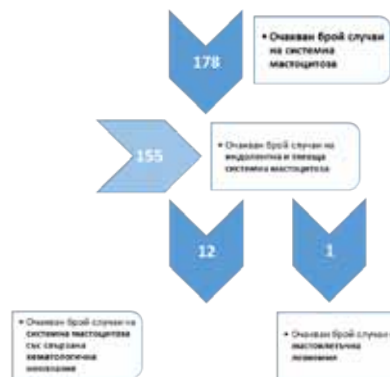 178
• Очакван брой случаи
на системна
мастоцитоза
155
• Очакван брой случаи на
индолентна и тлееща
системна мастоцитоза
12
1
• Очакван брой случаи на
системна мастоцитоза
със свързана
хематологична
неоплазия
• Очакван брой случаи
мастоклетъчна
левкемия